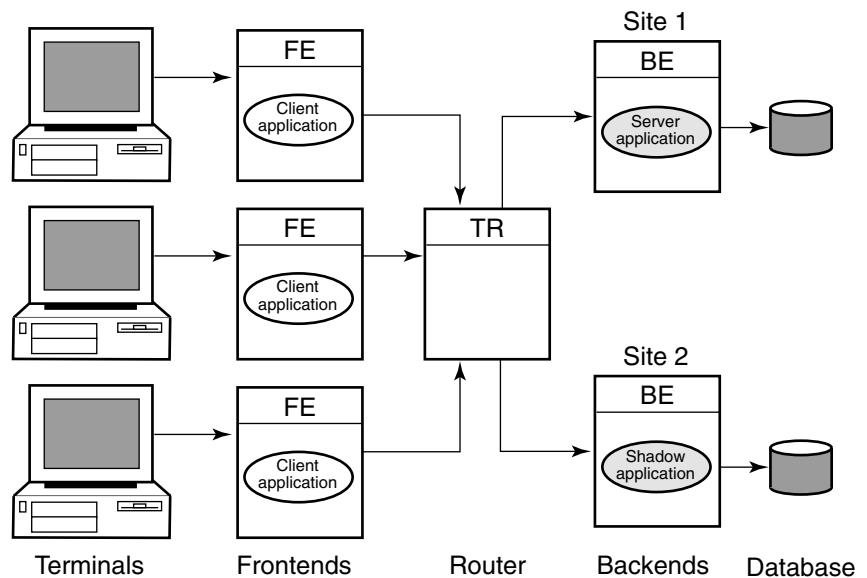 Site 1
FE
BE
Client
application
Server
application
FE
TR
Client
application
Site 2
FE
BE
Client
application
Shadow
application
Terminals
Frontends
Router
Backends
Database